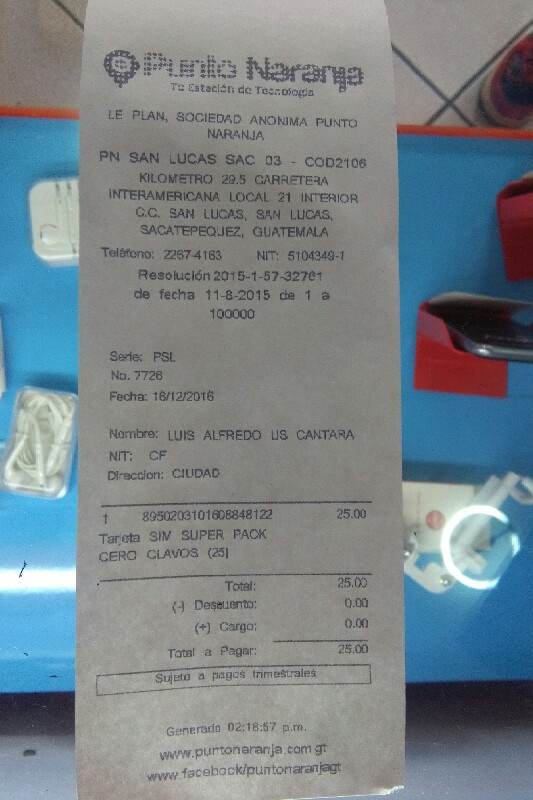 Punto Naranja
Tu Estación de Tecnología
LE PLAN, SOCIEDAD ANONIMA PUNTO
NARANJA
PN SAN LUCAS SAC 03 - COD2106
KILOMETRO 29.5 CARRETERA
INTERAMERICANA LOCAL 21 INTERIOR
C.C. SAN LUCAS, SAN LUCAS,
SACATEPEQUEZ, GUATEMALA
Teléfono: 2267-4163 NIT: 5104349-1
Resolución 2015-1-57-32761
de fecha 11-8-2015 de 1 a
100000
Serie: PSL
No. 7726
Fecha: 16/12/2016
Nombre: LUIS ALFREDO US CANTARA
NIT: CF
Direccion: CIUDAD
1 8950203101608848122 25.00
Tarjeta SIM SUPER PACK
CERO CLAVOS (25)
Total: 25.00
(-) Descuento: 0.00
(+) Cargo: 0.00
Total a Pagar: 25.00
Sujeto a pagos trimestrales
Generado 02:18:57 p.m.
www.puntonaranja.com.gt
www.facebock/puntonaranjagt